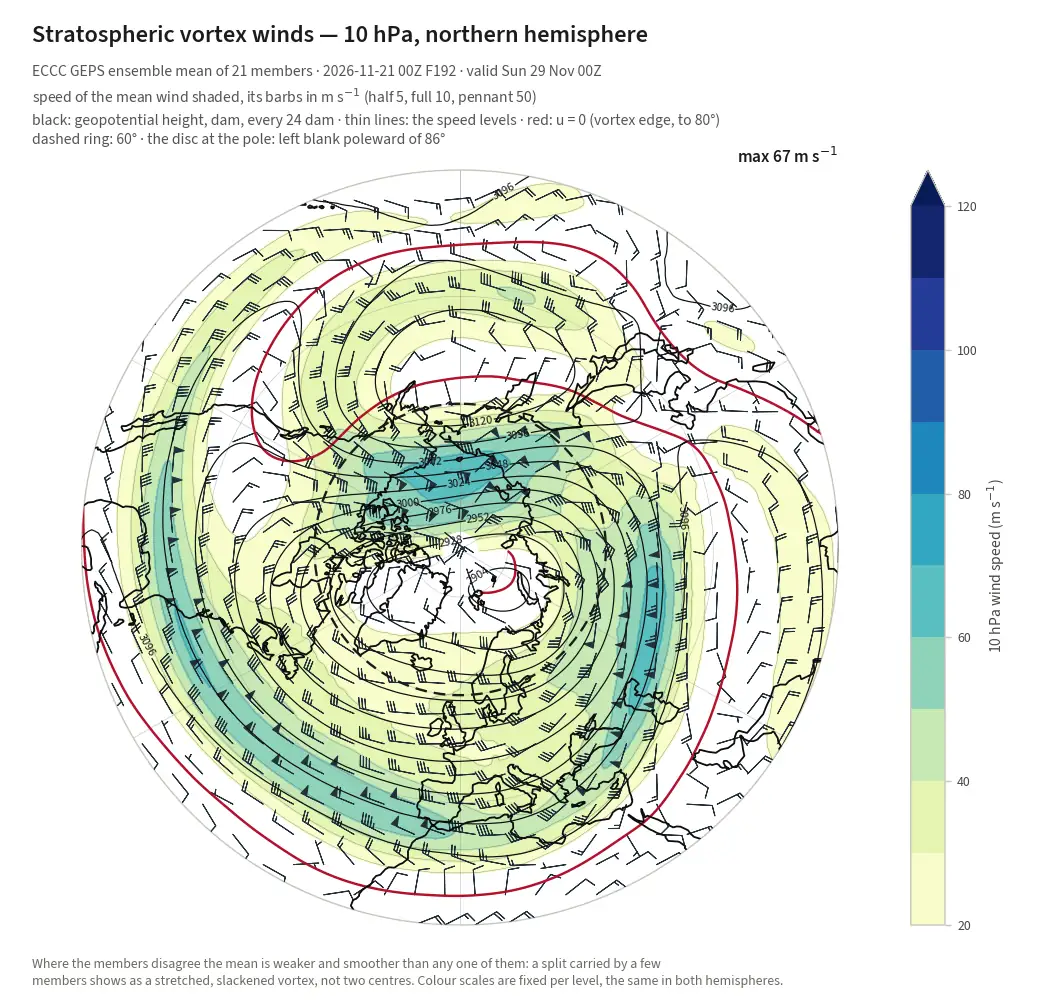 Stratospheric vortex winds — 10 hPa, northern hemisphere
ECCC GEPS ensemble mean of 21 members · 2026-11-21 00Z F192 · valid Sun 29 Nov 00Z
speed of the mean wind shaded, its barbs in m s⁻¹ (half 5, full 10, pennant 50)
black: geopotential height, dam, every 24 dam · thin lines: the speed levels · red: u = 0 (vortex edge, to 80°)
dashed ring: 60° · the disc at the pole: left blank poleward of 86°
max 67 m s⁻¹
3096
3096
3120
3096
3048
3024
3000
2976
2952
2928
3096
120
100
80
60
40
20
10 hPa wind speed (m s⁻¹)
Where the members disagree the mean is weaker and smoother than any one of them: a split carried by a few
members shows as a stretched, slackened vortex, not two centres. Colour scales are fixed per level, the same in both hemispheres.